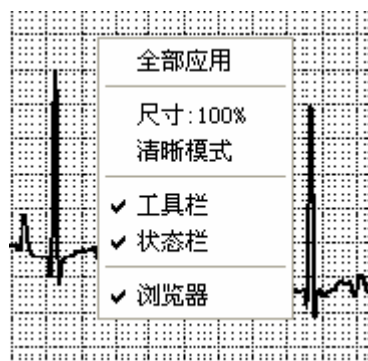 全部应用
尺寸:100%
清晰模式
工具栏
状态栏
浏览器